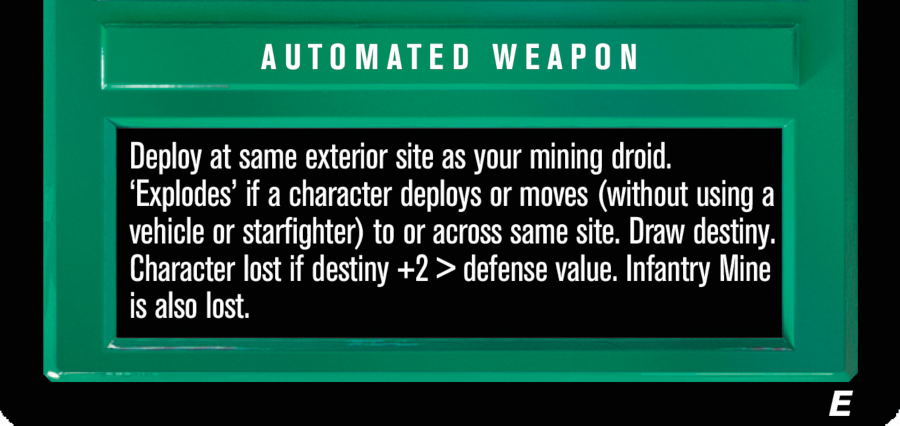 AUTOMATED WEAPON
Deploy at same exterior site as your mining droid.
‘Explodes’ if a character deploys or moves (without using a
vehicle or starfighter) to or across same site. Draw destiny.
Character lost if destiny +2 > defense value. Infantry Mine
is also lost.
E